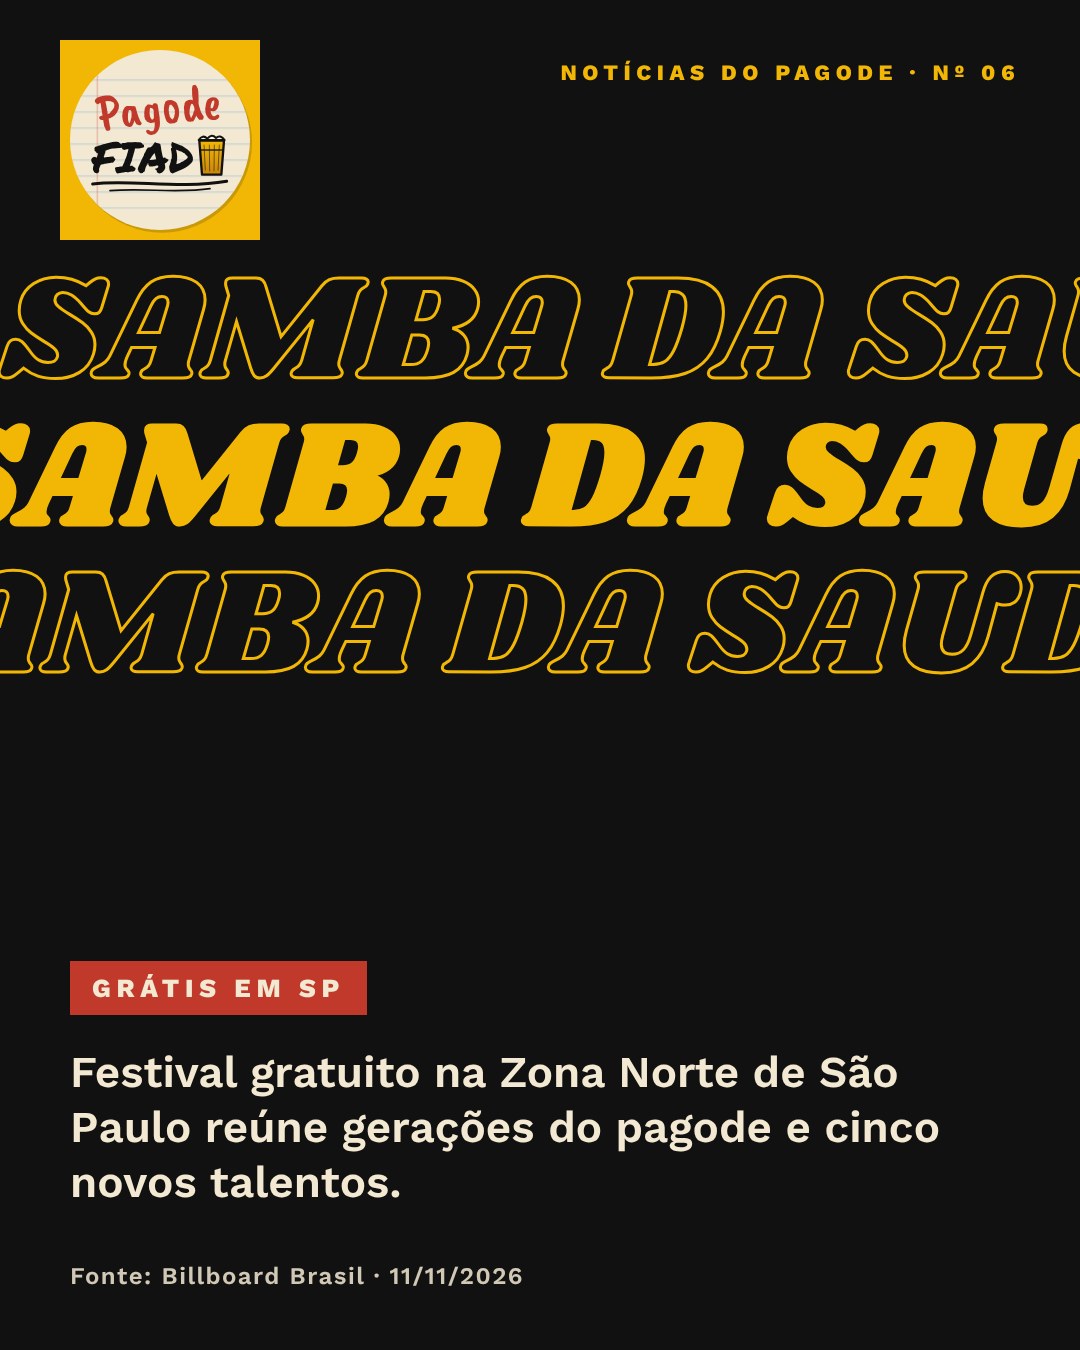 Pagode
FIADO
NOTÍCIAS DO PAGODE · Nº 06
SAMBA DA SAU
SAMBA DA SAU
AMBA DA SAUD
GRÁTIS EM SP
Festival gratuito na Zona Norte de São
Paulo reúne gerações do pagode e cinco
novos talentos.
Fonte: Billboard Brasil · 11/11/2026